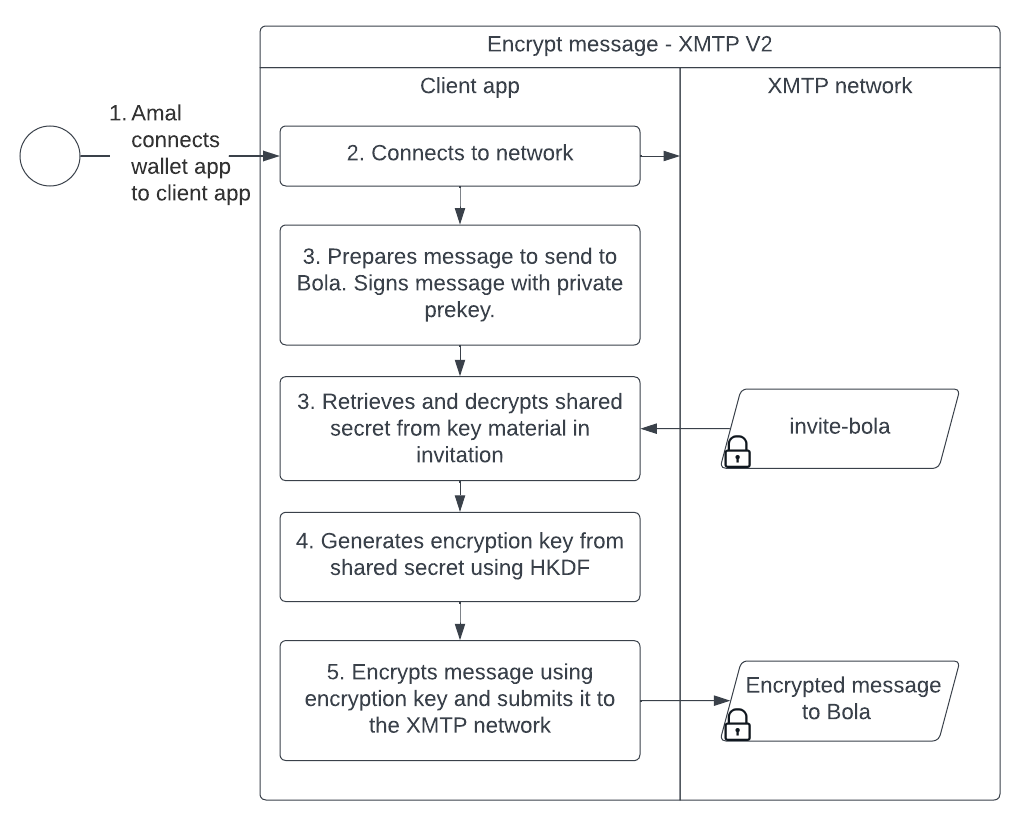 Encrypt message - XMTP V2
Client app
XMTP network
1. Amal
connects
wallet app
to client app
2. Connects to network
3. Prepares message to send to
Bola. Signs message with private
prekey.
3. Retrieves and decrypts shared
secret from key material in
invitation
invite-bola
4. Generates encryption key from
shared secret using HKDF
5. Encrypts message using
encryption key and submits it to
the XMTP network
Encrypted message
to Bola